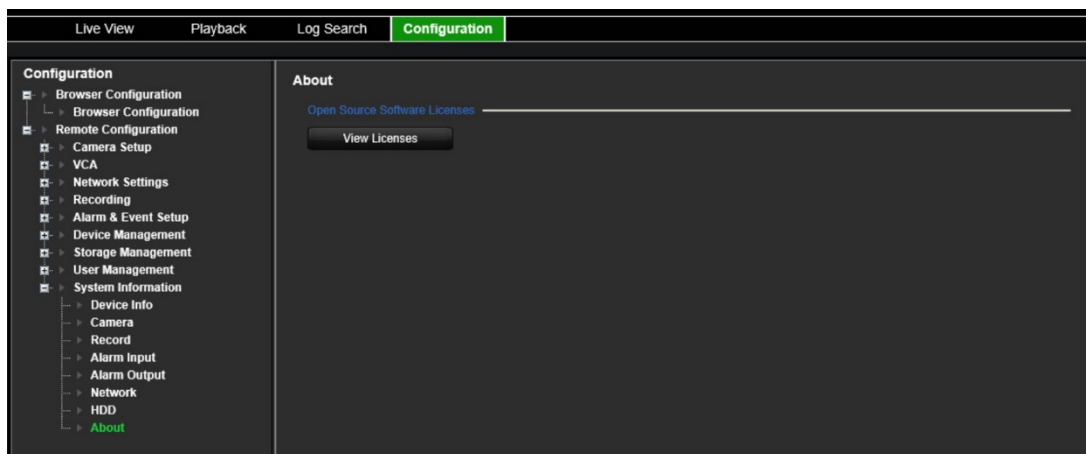 Live View Playback Log Search Configuration
Configuration
Browser Configuration
Browser Configuration
Remote Configuration
Camera Setup
VCA
Network Settings
Recording
Alarm & Event Setup
Device Management
Storage Management
User Management
System Information
Device Info
Camera
Record
Alarm Input
Alarm Output
Network
HDD
About
About
Open Source Software Licenses
View Licenses